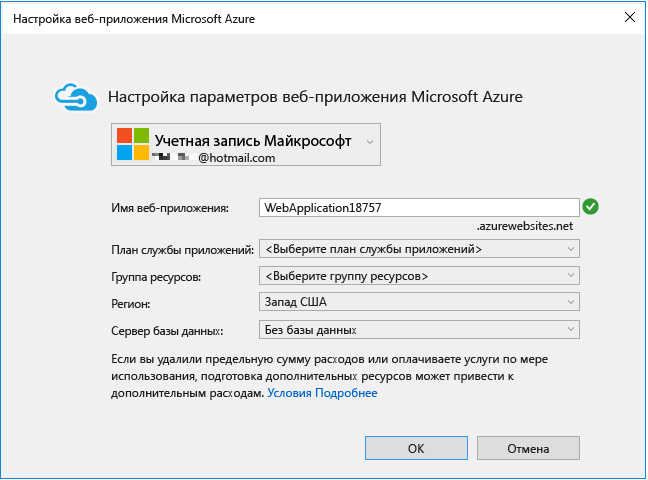 Настройка веб-приложения Microsoft Azure
Настройка параметров веб-приложения Microsoft Azure
Учетная запись Майкрософт
@hotmail.com
Имя веб-приложения: WebApplication18757
.azurewebsites.net
План службы приложений: <Выберите план службы приложений>
Группа ресурсов: <Выберите группу ресурсов>
Регион: Запад США
Сервер базы данных: Без базы данных
Если вы удалили предельную сумму расходов или оплачиваете услуги по мере
использования, подготовка дополнительных ресурсов может привести к
дополнительным расходам. Условия Подробнее
OK Отмена